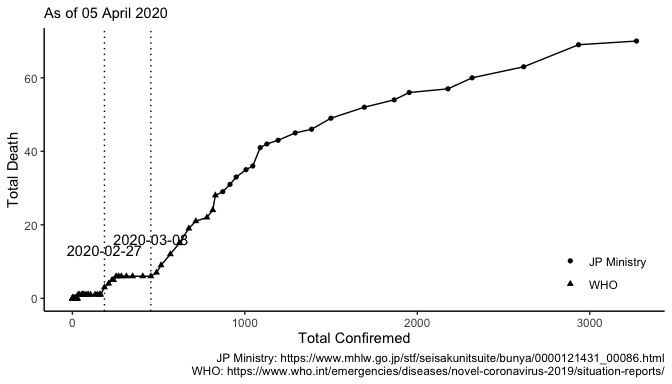 As of 05 April 2020
Total Death
60
40
20
0
2020-03-08
2020-02-27
JP Ministry
WHO
0
1000
2000
3000
Total Confiremed
JP Ministry: https://www.mhlw.go.jp/stf/seisakunitsuite/bunya/0000121431_00086.html
WHO: https://www.who.int/emergencies/diseases/novel-coronavirus-2019/situation-reports/